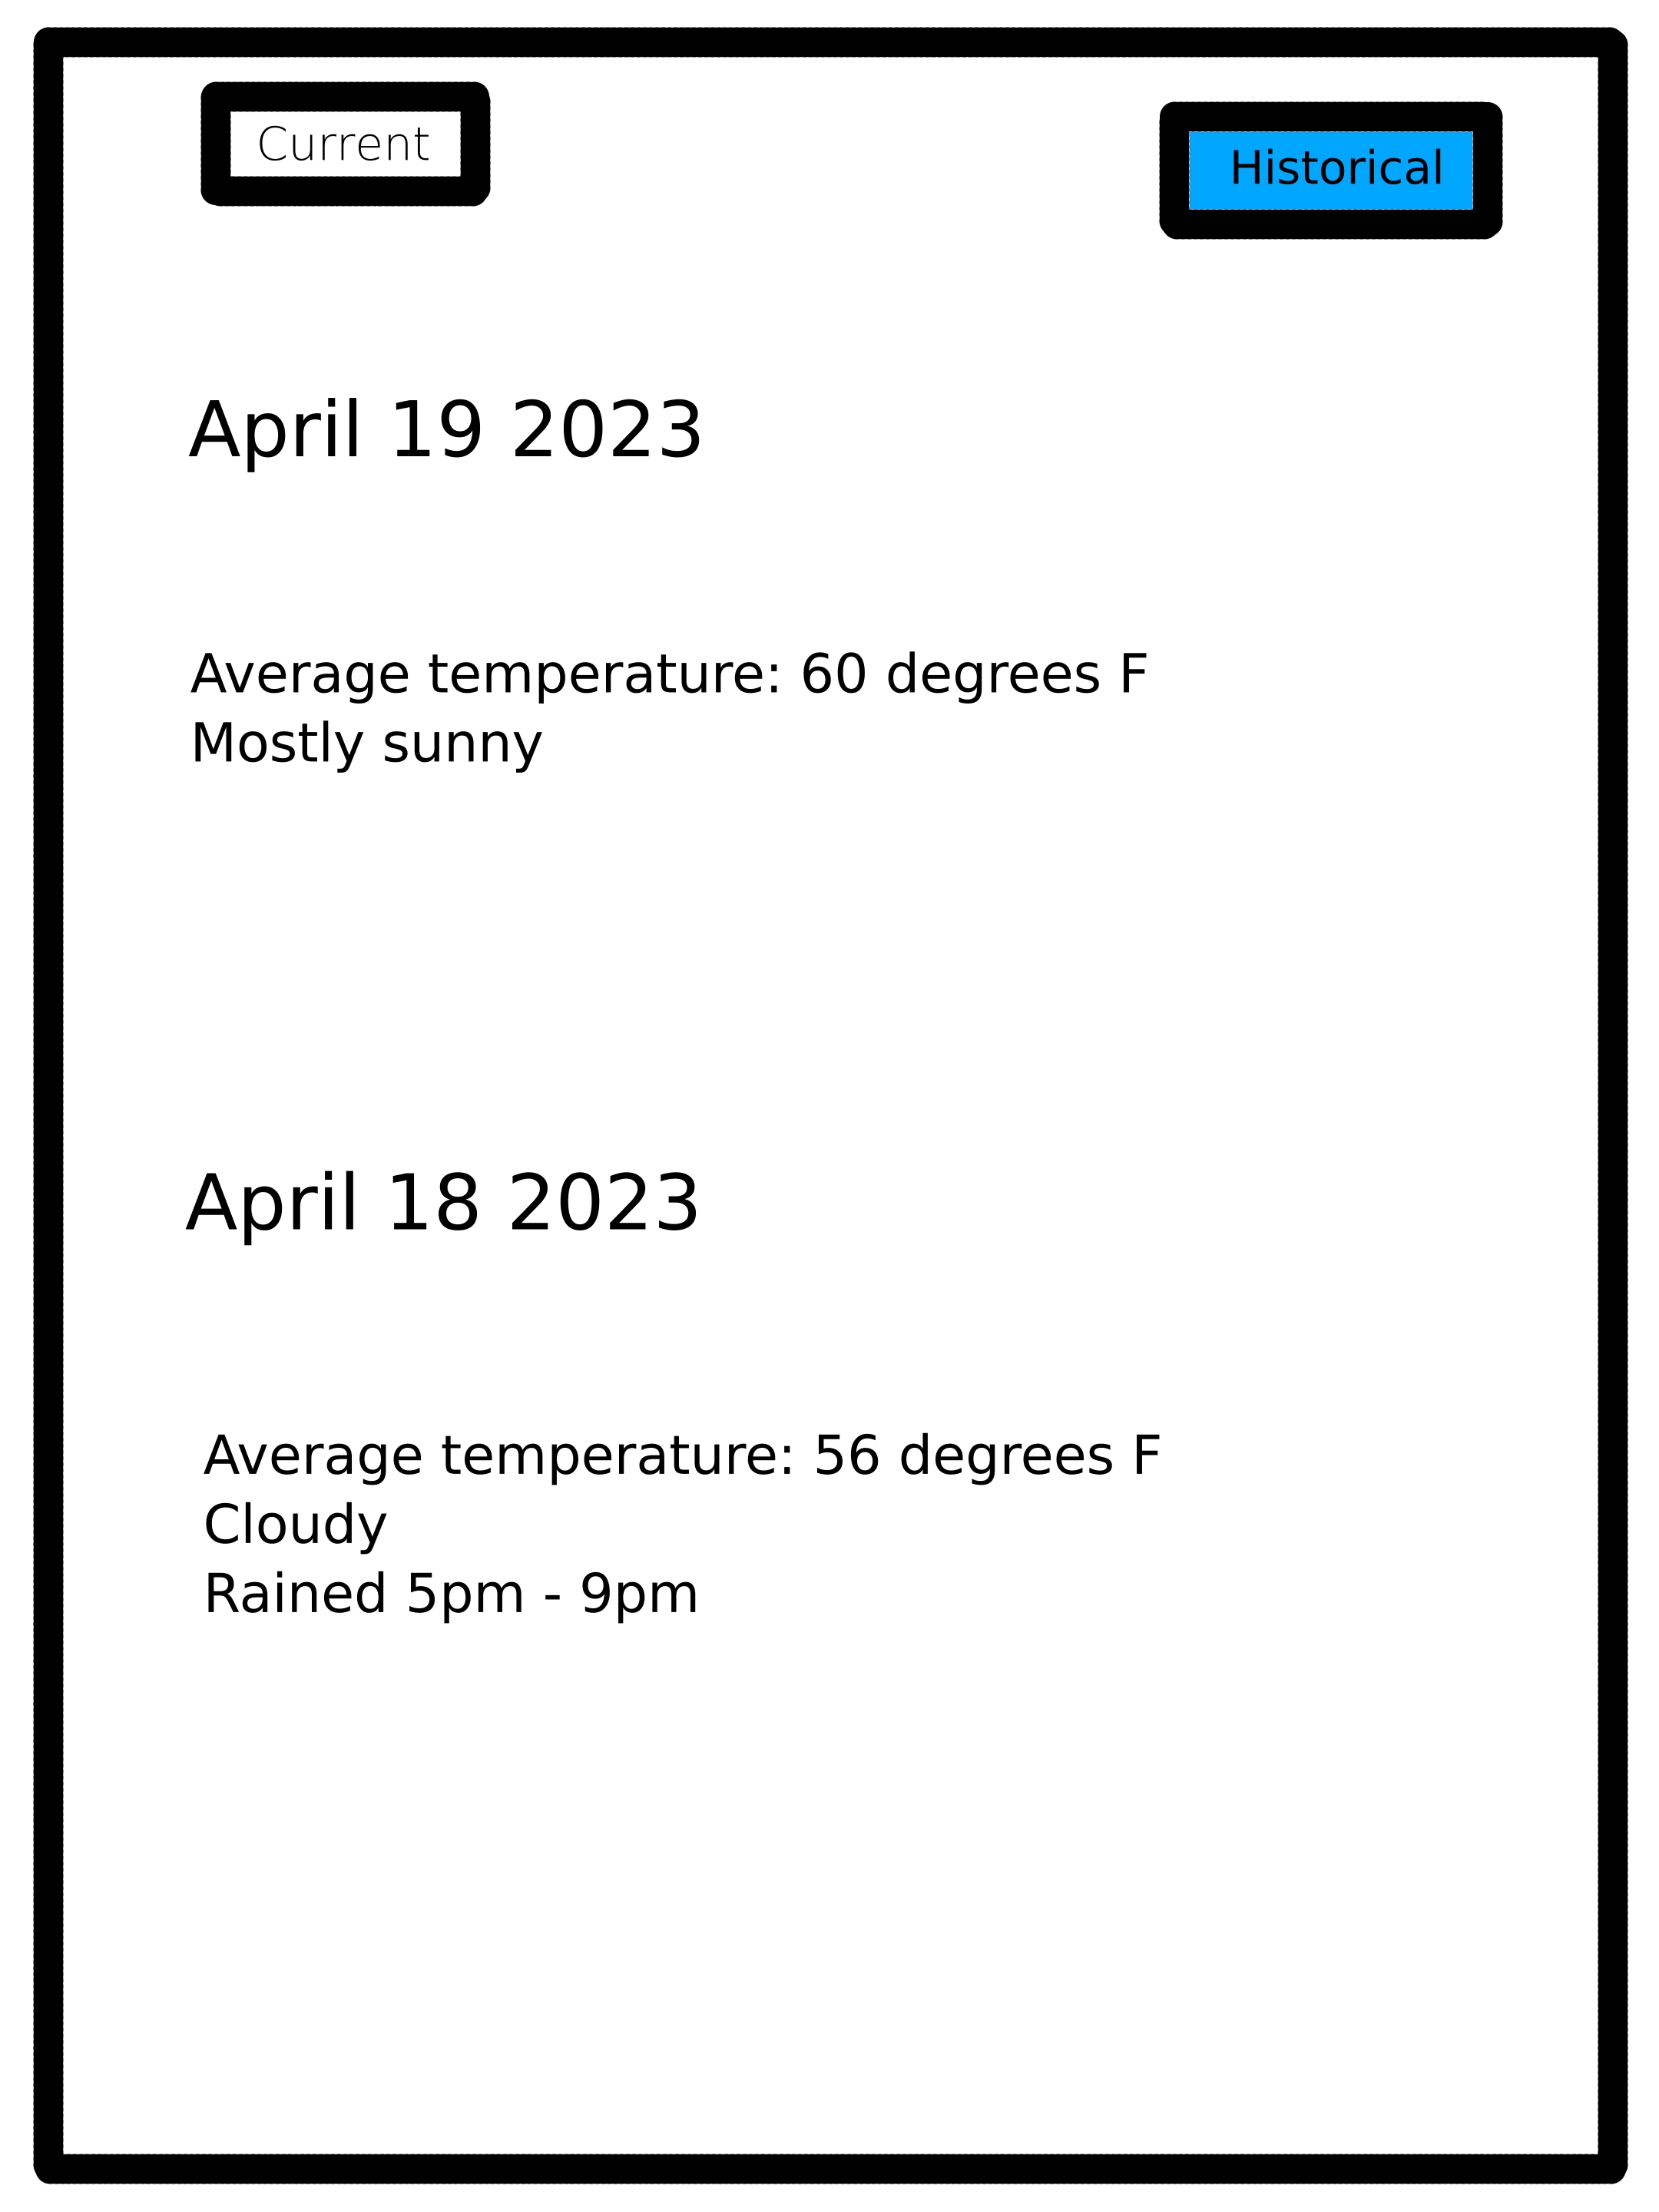 Current
Historical
April 19 2023
Average temperature: 60 degrees F
Mostly sunny
April 18 2023
Average temperature: 56 degrees F
Cloudy
Rained 5pm - 9pm